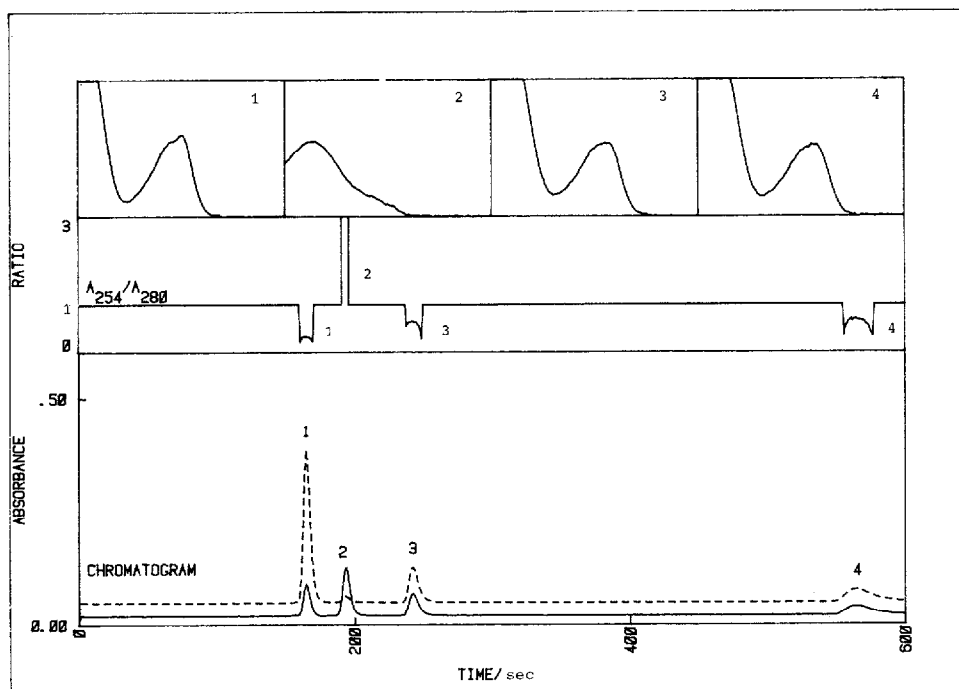 1 2 3 4
3
RATIO
A254/A280
2
1
1 3 4
0
.50
ABSORBANCE
1
2 3
CHROMATOGRAM
4
0.00
0 200 400 600
TIME/sec